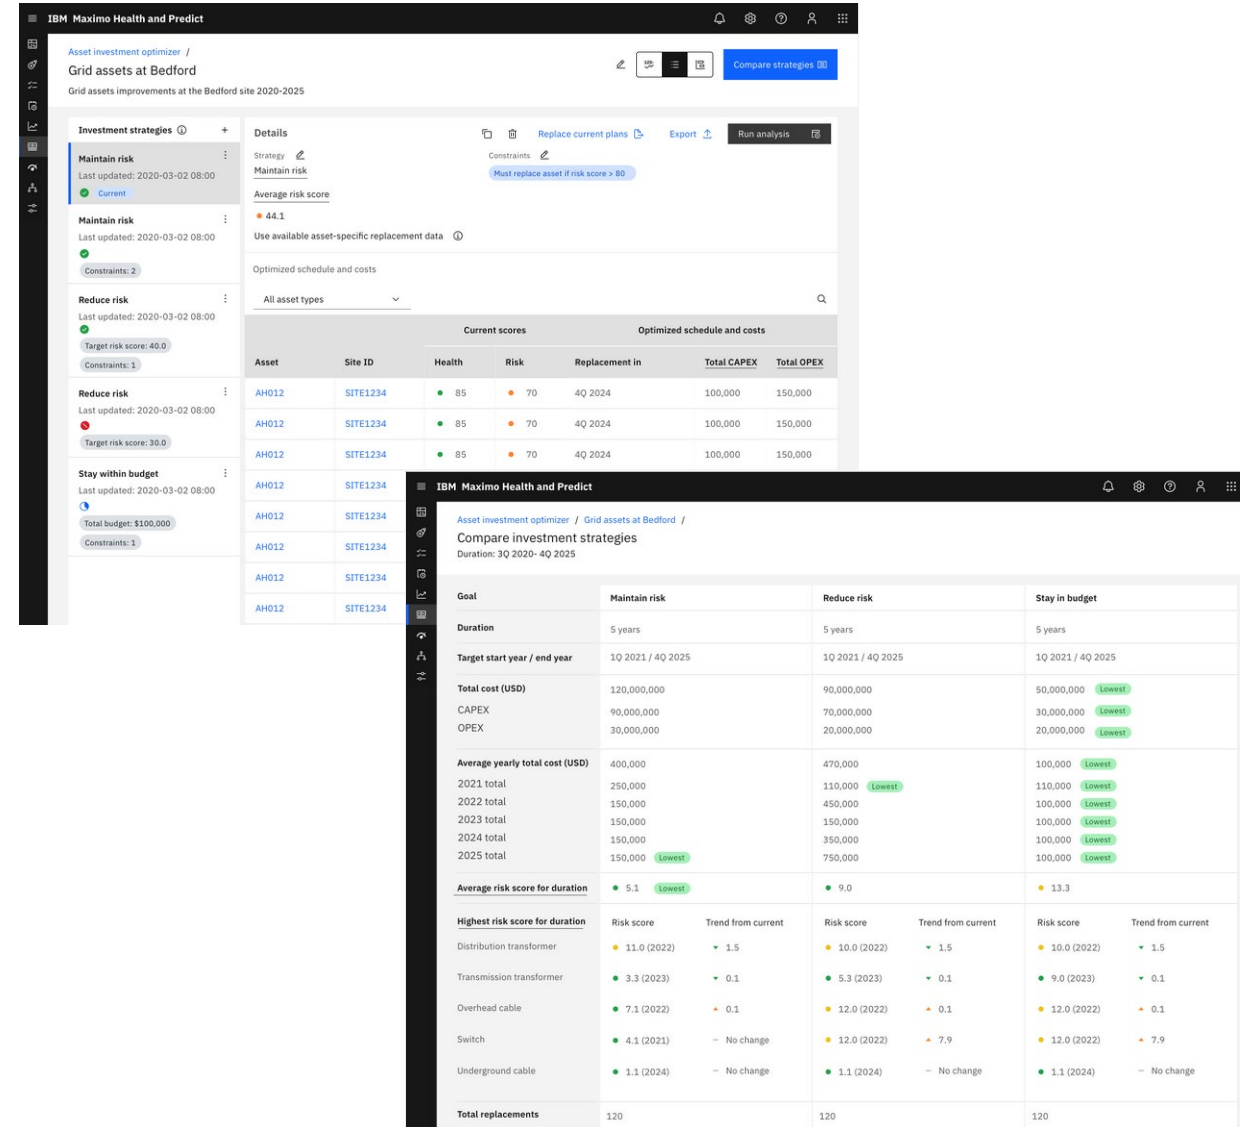 IBM Maximo Health and Predict
Asset investment optimizer /
Grid assets at Bedford
Grid assets improvements at the Bedford site 2020-2025
Compare strategies
Investment strategies +
Maintain risk
Last updated: 2020-03-02 08:00
Current
Maintain risk
Last updated: 2020-03-02 08:00
Constraints: 2
Reduce risk
Last updated: 2020-03-02 08:00
Target risk score: 40.0
Constraints: 1
Reduce risk
Last updated: 2020-03-02 08:00
Target risk score: 30.0
Stay within budget
Last updated: 2020-03-02 08:00
Total budget: $100,000
Constraints: 1
Details
Replace current plans Export Run analysis
Strategy Constraints
Maintain risk Must replace asset if risk score > 80
Average risk score
44.1
Use available asset-specific replacement data
Optimized schedule and costs
All asset types
Current scores Optimized schedule and costs
Asset Site ID Health Risk Replacement in Total CAPEX Total OPEX
AH012 SITE1234 85 70 4Q 2024 100,000 150,000
AH012 SITE1234 85 70 4Q 2024 100,000 150,000
AH012 SITE1234 85 70 4Q 2024 100,000 150,000
AH012 SITE1234
AH012 SITE1234
AH012 SITE1234
AH012 SITE1234
AH012 SITE1234
IBM Maximo Health and Predict
Asset investment optimizer / Grid assets at Bedford /
Compare investment strategies
Duration: 3Q 2020- 4Q 2025
Goal Maintain risk Reduce risk Stay in budget
Duration 5 years 5 years 5 years
Target start year / end year 1Q 2021 / 4Q 2025 1Q 2021 / 4Q 2025 1Q 2021 / 4Q 2025
Total cost (USD) 120,000,000 90,000,000 50,000,000 Lowest
CAPEX 90,000,000 70,000,000 30,000,000 Lowest
OPEX 30,000,000 20,000,000 20,000,000 Lowest
Average yearly total cost (USD) 400,000 470,000 100,000 Lowest
2021 total 250,000 110,000 Lowest 110,000 Lowest
2022 total 150,000 450,000 100,000 Lowest
2023 total 150,000 150,000 100,000 Lowest
2024 total 150,000 350,000 100,000 Lowest
2025 total 150,000 Lowest 750,000 100,000 Lowest
Average risk score for duration 5.1 Lowest 9.0 13.3
Highest risk score for duration Risk score Trend from current Risk score Trend from current Risk score Trend from current
Distribution transformer 11.0 (2022) 1.5 10.0 (2022) 1.5 10.0 (2022) 1.5
Transmission transformer 3.3 (2023) 0.1 5.3 (2023) 0.1 9.0 (2023) 0.1
Overhead cable 7.1 (2022) 0.1 12.0 (2022) 0.1 12.0 (2022) 0.1
Switch 4.1 (2021) – No change 12.0 (2022) 7.9 12.0 (2022) 7.9
Underground cable 1.1 (2024) – No change 1.1 (2024) – No change 1.1 (2024) – No change
Total replacements 120 120 120